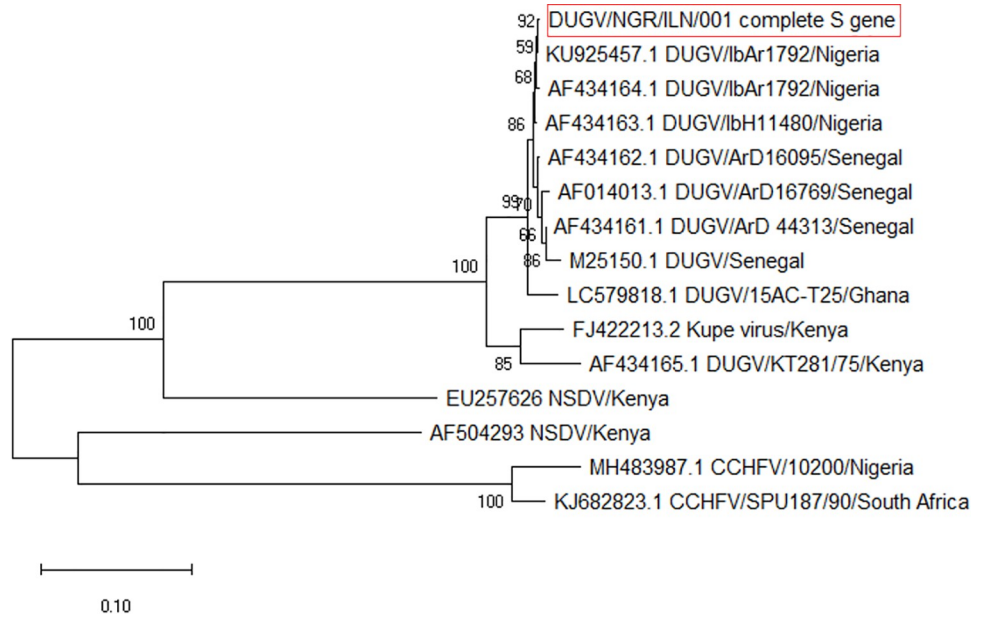 92
DUGV/NGR/ILN/001 complete S gene
59
KU925457.1 DUGV/IbAr1792/Nigeria
68
AF434164.1 DUGV/IbAr1792/Nigeria
86
AF434163.1 DUGV/IbH11480/Nigeria
AF434162.1 DUGV/ArD16095/Senegal
AF014013.1 DUGV/ArD16769/Senegal
99
70
AF434161.1 DUGV/ArD 44313/Senegal
66
86
M25150.1 DUGV/Senegal
100
LC579818.1 DUGV/15AC-T25/Ghana
100
FJ422213.2 Kupe virus/Kenya
85
AF434165.1 DUGV/KT281/75/Kenya
EU257626 NSDV/Kenya
AF504293 NSDV/Kenya
MH483987.1 CCHFV/10200/Nigeria
100
KJ682823.1 CCHFV/SPU187/90/South Africa
0.10